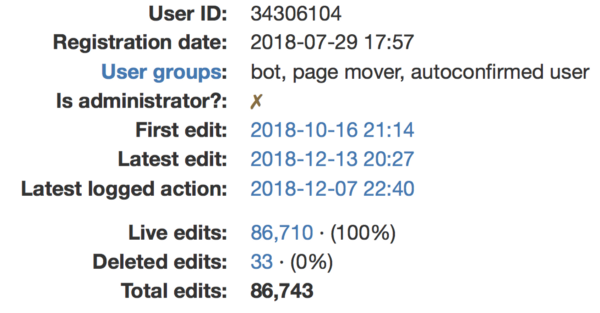 User ID: 34306104
Registration date: 2018-07-29 17:57
User groups: bot, page mover, autoconfirmed user
Is administrator?: ✗
First edit: 2018-10-16 21:14
Latest edit: 2018-12-13 20:27
Latest logged action: 2018-12-07 22:40
Live edits: 86,710 · (100%)
Deleted edits: 33 · (0%)
Total edits: 86,743